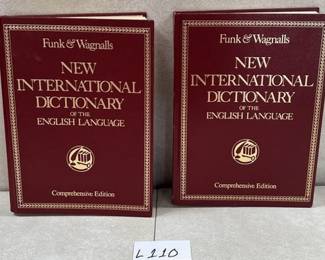 Funk & Wagnalls
NEW
INTERNATIONAL
DICTIONARY
OF THE
ENGLISH LANGUAGE
Comprehensive Edition
Funk & Wagnalls
NEW
INTERNATIONAL
DICTIONARY
OF THE
ENGLISH LANGUAGE
Comprehensive Edition
L110